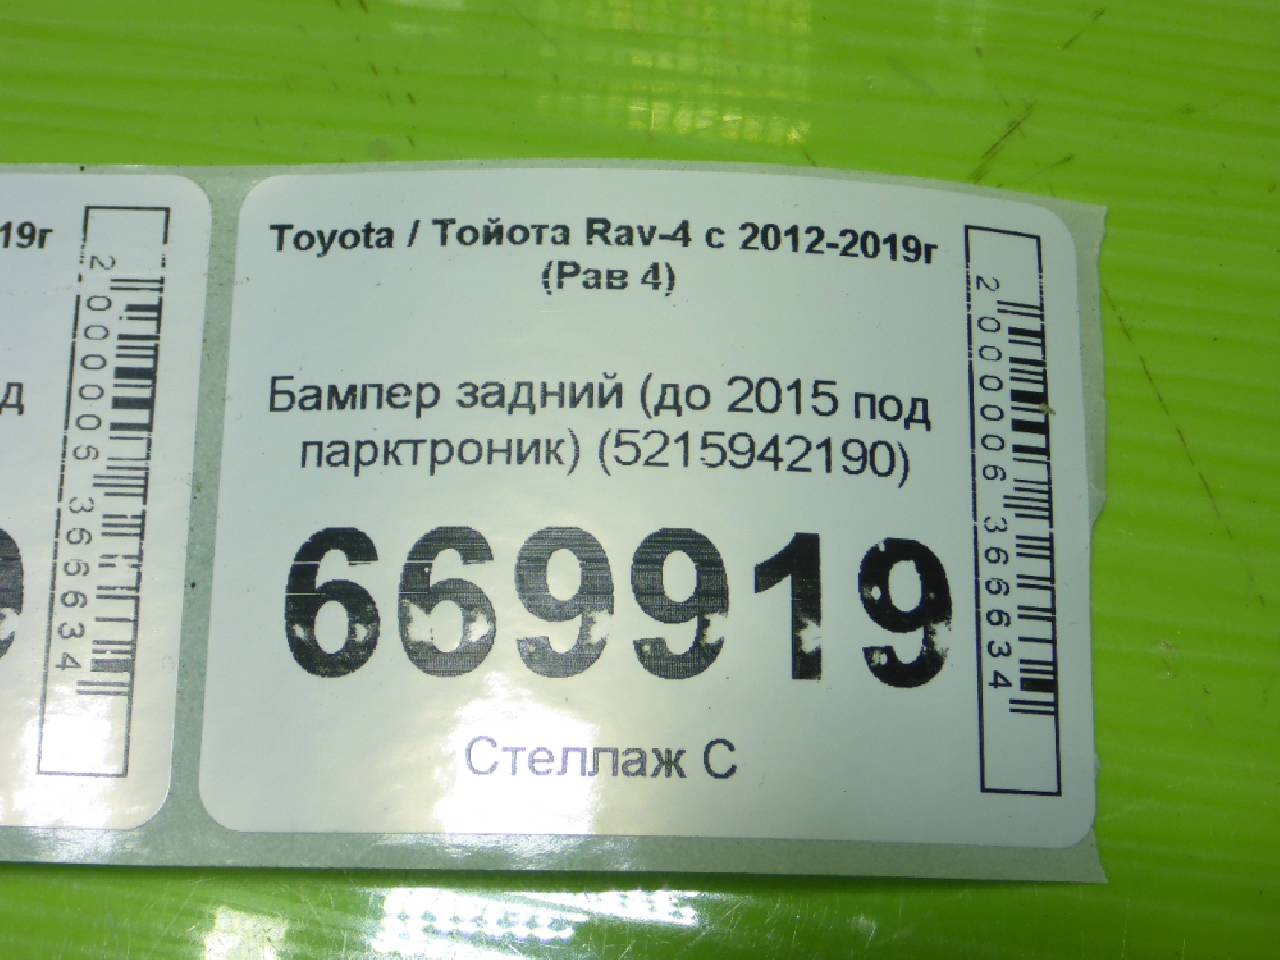 19г
д
2000006366634
Toyota / Тойота Rav-4 с 2012-2019г
(Рав 4)
Бампер задний (до 2015 под
парктроник) (5215942190)
669919
Стеллаж С
2000006366634